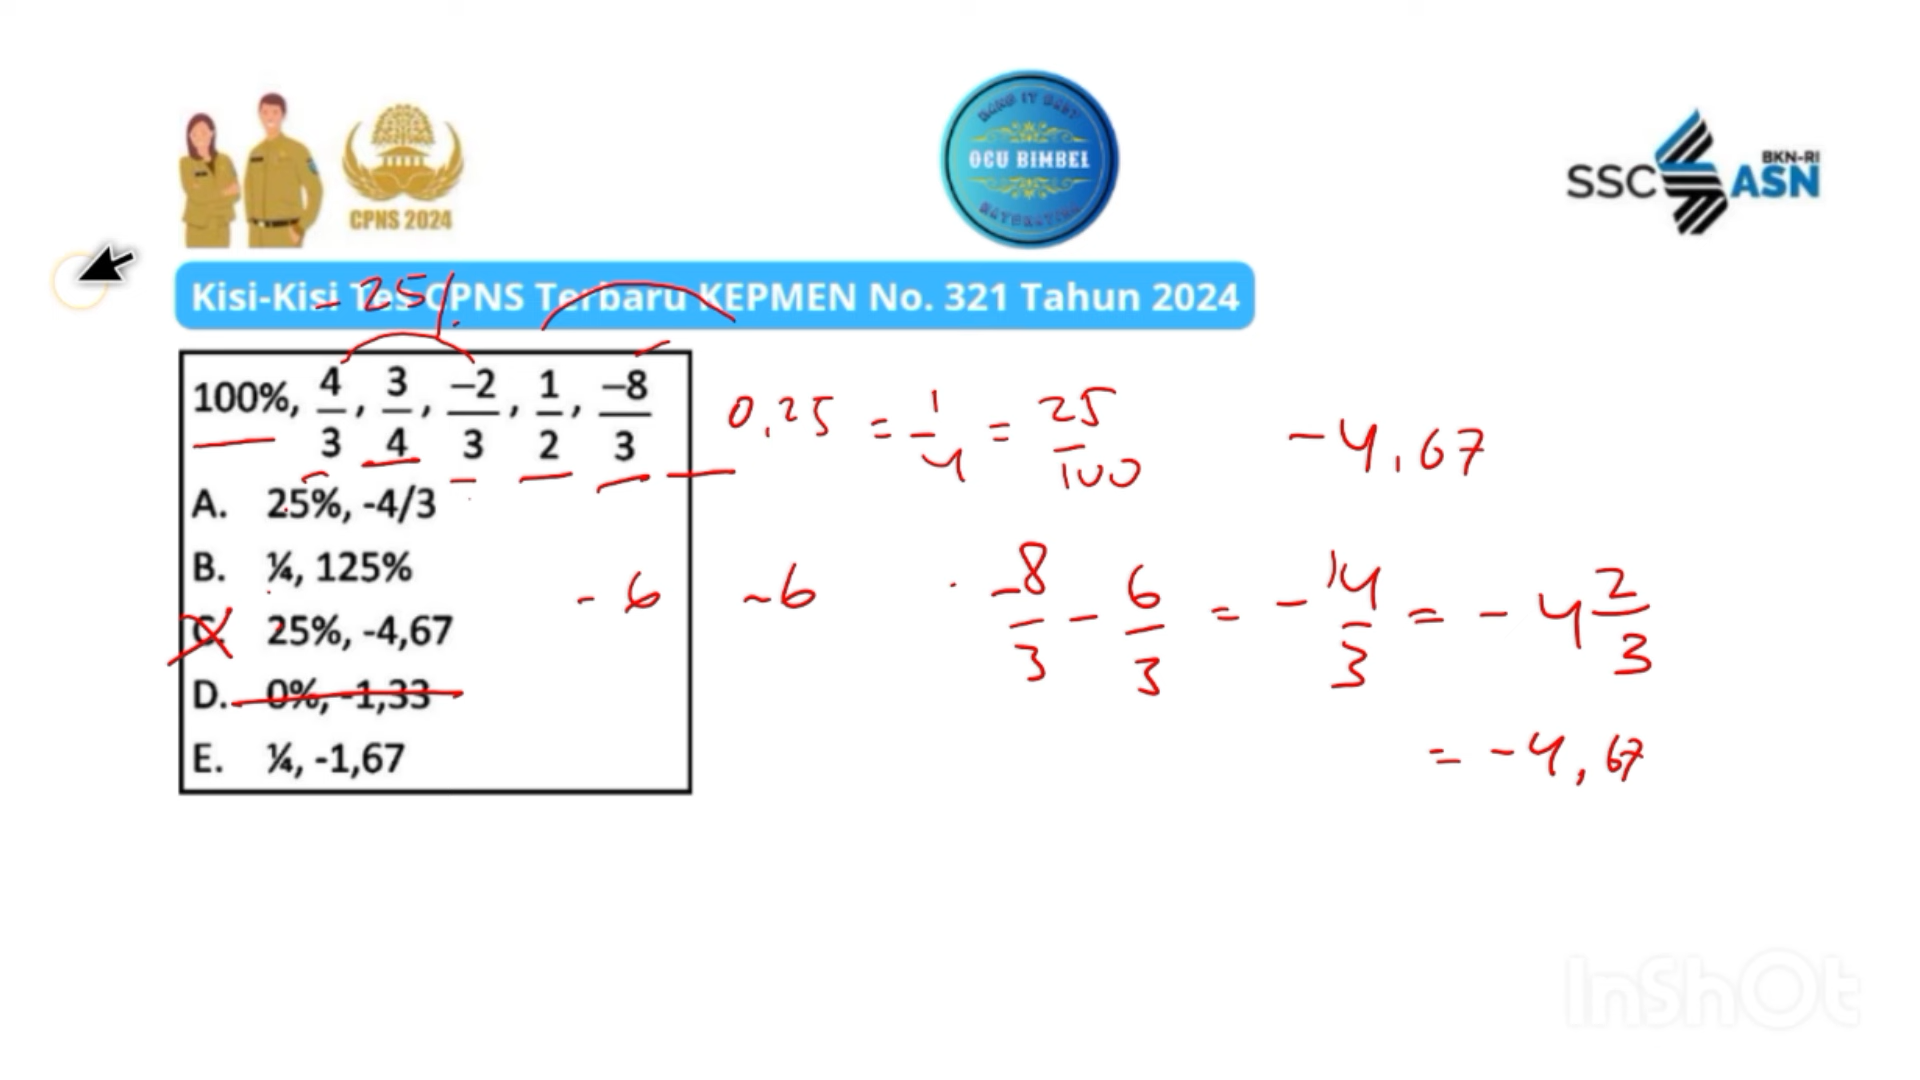 CPNS 2024
OCU BIMBEL
SSC ASN
BKN-RI
Kisi-Kisi Tes CPNS Terbaru KEPMEN No. 321 Tahun 2024
- 25%
100%, 4/3, 3/4, −2/3, 1/2, −8/3
A. 25%, -4/3
B. ¼, 125%
C. 25%, -4,67
D. 0%, -1,33
E. ¼, -1,67
0,25 = 1/4 = 25/100
-4,67
-6 -6
-8/3 - 6/3 = -14/3 = -4 2/3
= -4,67
InShOt